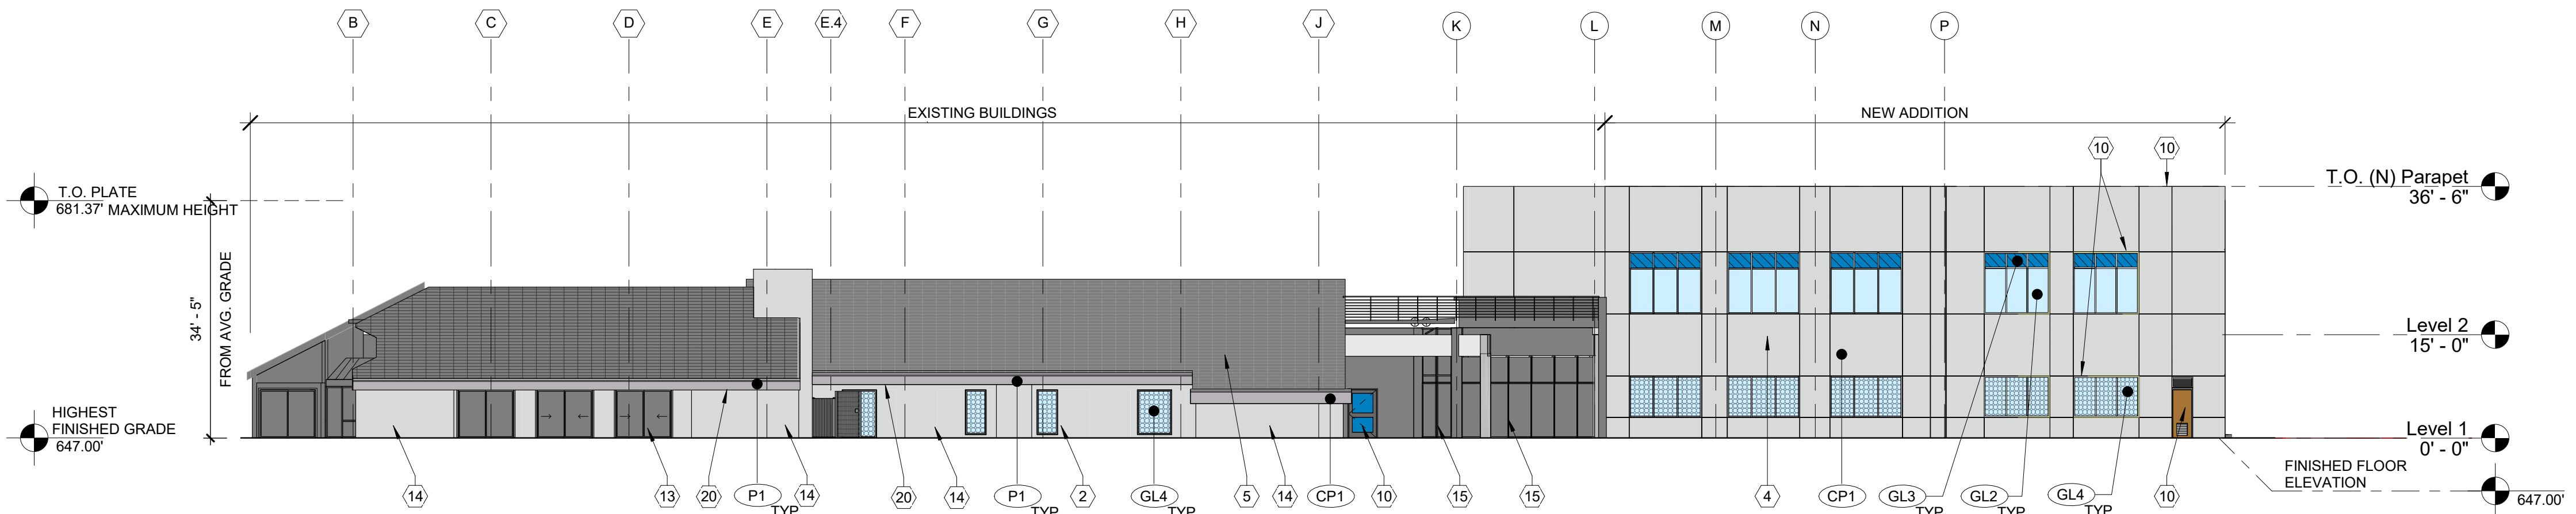 B
C
D
E
E.4
F
G
H
J
K
L
M
N
P
EXISTING BUILDINGS
NEW ADDITION
10
10
T.O. PLATE
681.37' MAXIMUM HEIGHT
T.O. (N) Parapet
36' - 6"
34' - 5"
FROM AVG. GRADE
Level 2
15' - 0"
HIGHEST
FINISHED GRADE
647.00'
Level 1
0' - 0"
FINISHED FLOOR
ELEVATION
647.00'
14
13
20
P1
TYP
14
20
14
P1
TYP
2
GL4
TYP
5
14
CP1
10
15
15
4
CP1
GL3
TYP
GL2
TYP
GL4
TYP
10